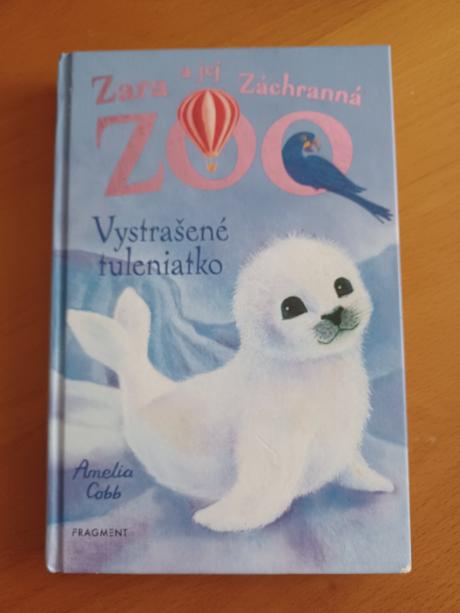 Zara a jej Záchranná
ZOO
Vystrašené
tuleniatko
Amelia
Cobb
FRAGMENT